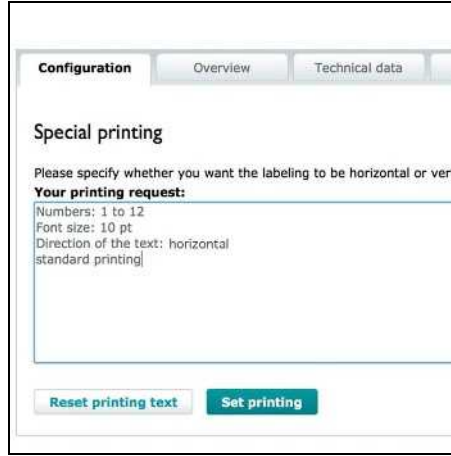 Configuration Overview Technical data
Special printing
Please specify whether you want the labeling to be horizontal or ver
Your printing request:
Numbers: 1 to 12
Font size: 10 pt
Direction of the text: horizontal
standard printing
Reset printing text Set printing